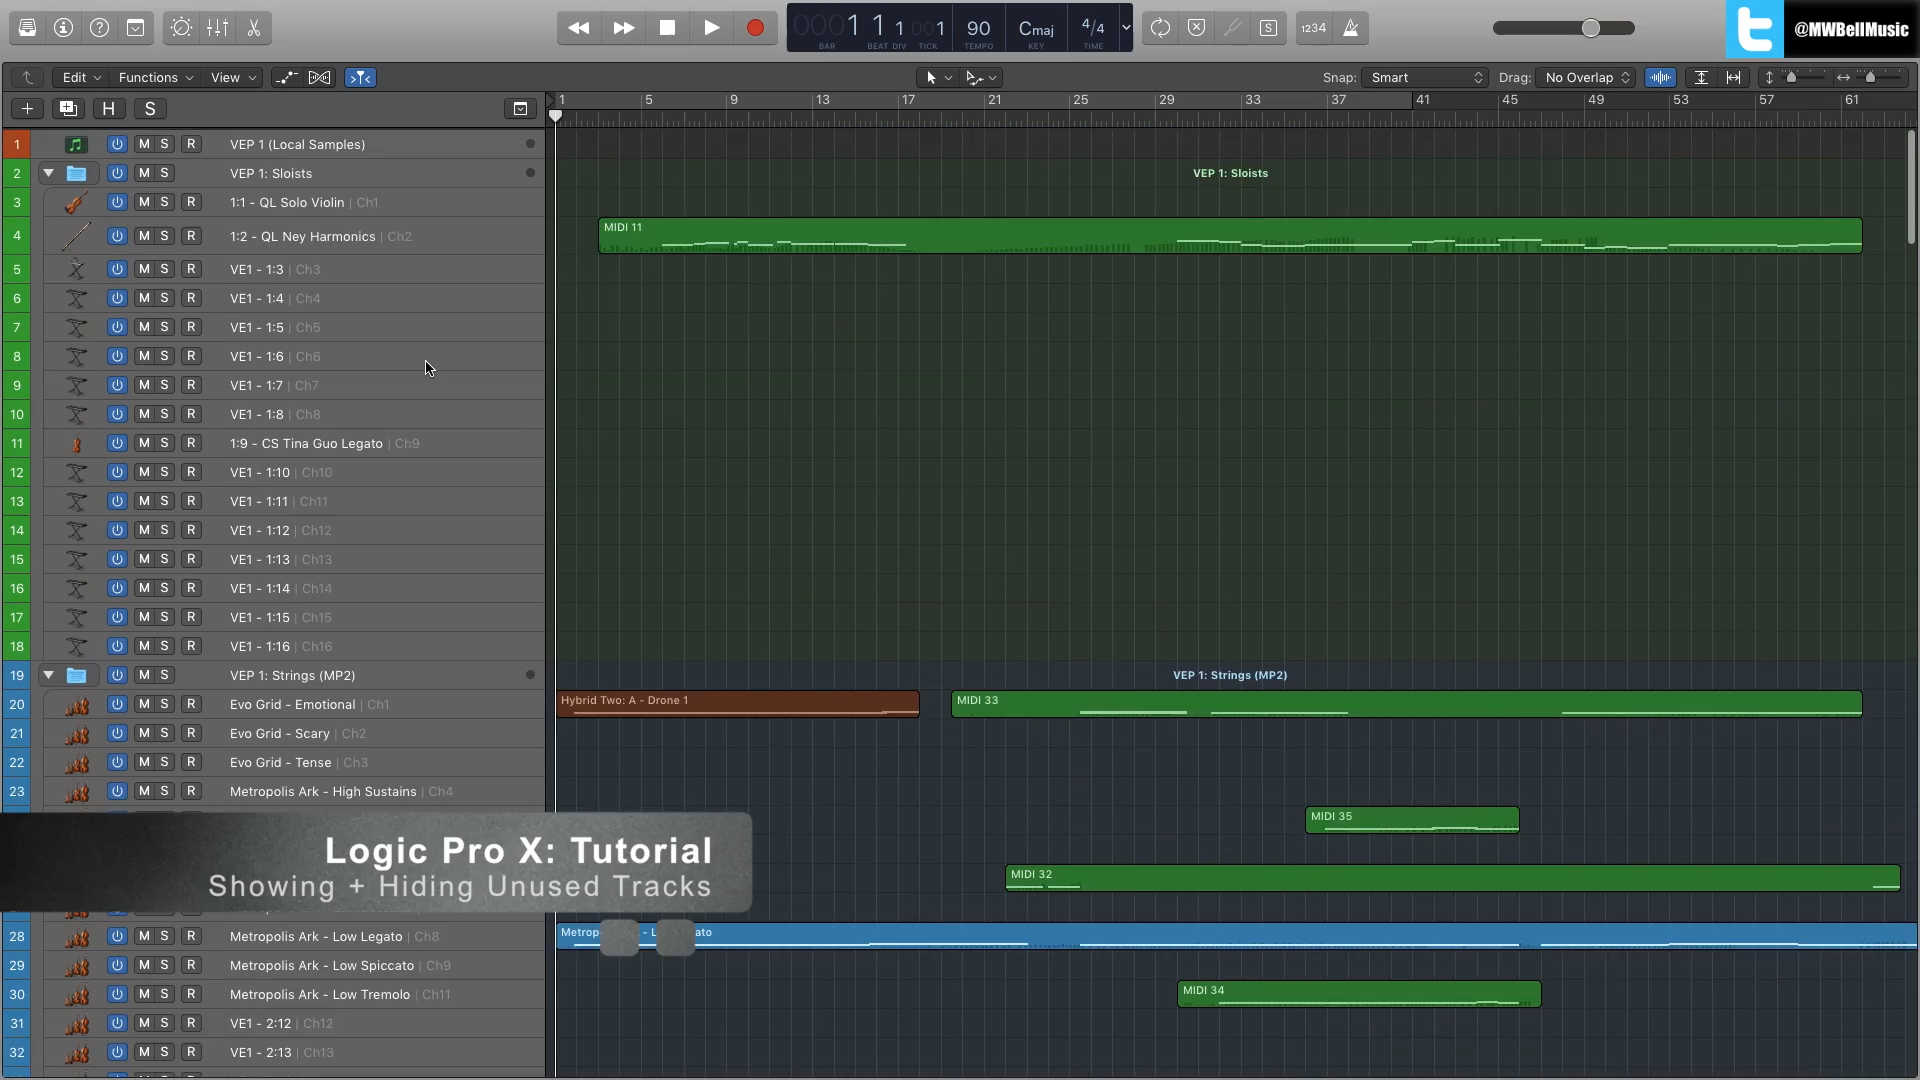 0001 1 1 001
BAR BEAT DIV TICK
90
TEMPO
Cmaj
KEY
4/4
TIME
S
1234
@MWBellMusic
Edit
Functions
View
Snap: Smart
Drag: No Overlap
+ H S
1 5 9 13 17 21 25 29 33 37 41 45 49 53 57 61
1 M S R VEP 1 (Local Samples)
2 M S VEP 1: Sloists
VEP 1: Sloists
3 M S R 1:1 - QL Solo Violin | Ch1
4 M S R 1:2 - QL Ney Harmonics | Ch2
MIDI 11
5 M S R VE1 - 1:3 | Ch3
6 M S R VE1 - 1:4 | Ch4
7 M S R VE1 - 1:5 | Ch5
8 M S R VE1 - 1:6 | Ch6
9 M S R VE1 - 1:7 | Ch7
10 M S R VE1 - 1:8 | Ch8
11 M S R 1:9 - CS Tina Guo Legato | Ch9
12 M S R VE1 - 1:10 | Ch10
13 M S R VE1 - 1:11 | Ch11
14 M S R VE1 - 1:12 | Ch12
15 M S R VE1 - 1:13 | Ch13
16 M S R VE1 - 1:14 | Ch14
17 M S R VE1 - 1:15 | Ch15
18 M S R VE1 - 1:16 | Ch16
19 M S VEP 1: Strings (MP2)
VEP 1: Strings (MP2)
20 M S R Evo Grid - Emotional | Ch1
Hybrid Two: A - Drone 1
MIDI 33
21 M S R Evo Grid - Scary | Ch2
22 M S R Evo Grid - Tense | Ch3
23 M S R Metropolis Ark - High Sustains | Ch4
MIDI 35
Logic Pro X: Tutorial
Showing + Hiding Unused Tracks
MIDI 32
28 M S R Metropolis Ark - Low Legato | Ch8
29 M S R Metropolis Ark - Low Spiccato | Ch9
30 M S R Metropolis Ark - Low Tremolo | Ch11
MIDI 34
31 M S R VE1 - 2:12 | Ch12
32 M S R VE1 - 2:13 | Ch13